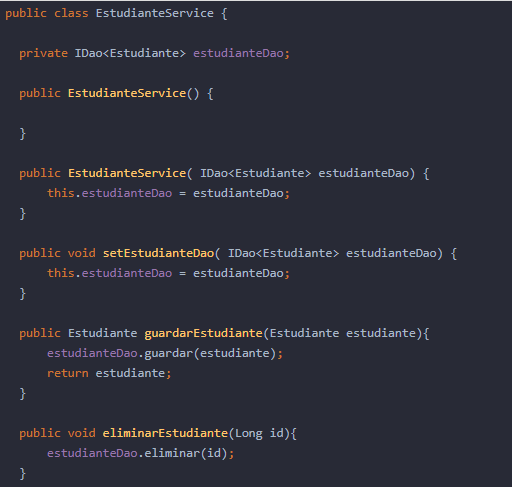 public class EstudianteService {
private IDao<Estudiante> estudianteDao;
public EstudianteService() {
}
public EstudianteService( IDao<Estudiante> estudianteDao) {
this.estudianteDao = estudianteDao;
}
public void setEstudianteDao( IDao<Estudiante> estudianteDao) {
this.estudianteDao = estudianteDao;
}
public Estudiante guardarEstudiante(Estudiante estudiante){
estudianteDao.guardar(estudiante);
return estudiante;
}
public void eliminarEstudiante(Long id){
estudianteDao.eliminar(id);
}